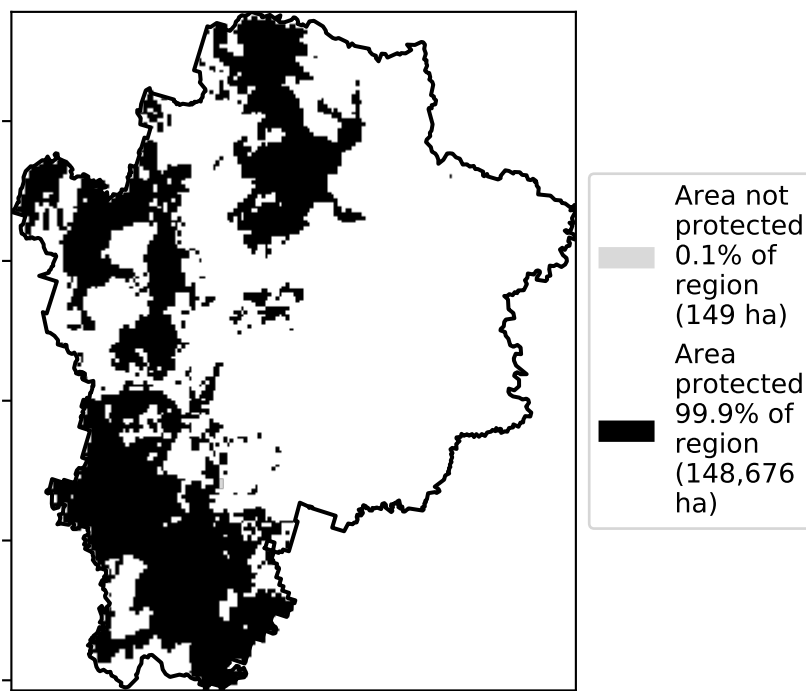 Area not
protected
0.1% of
region
(149 ha)
Area
protected
99.9% of
region
(148,676
ha)